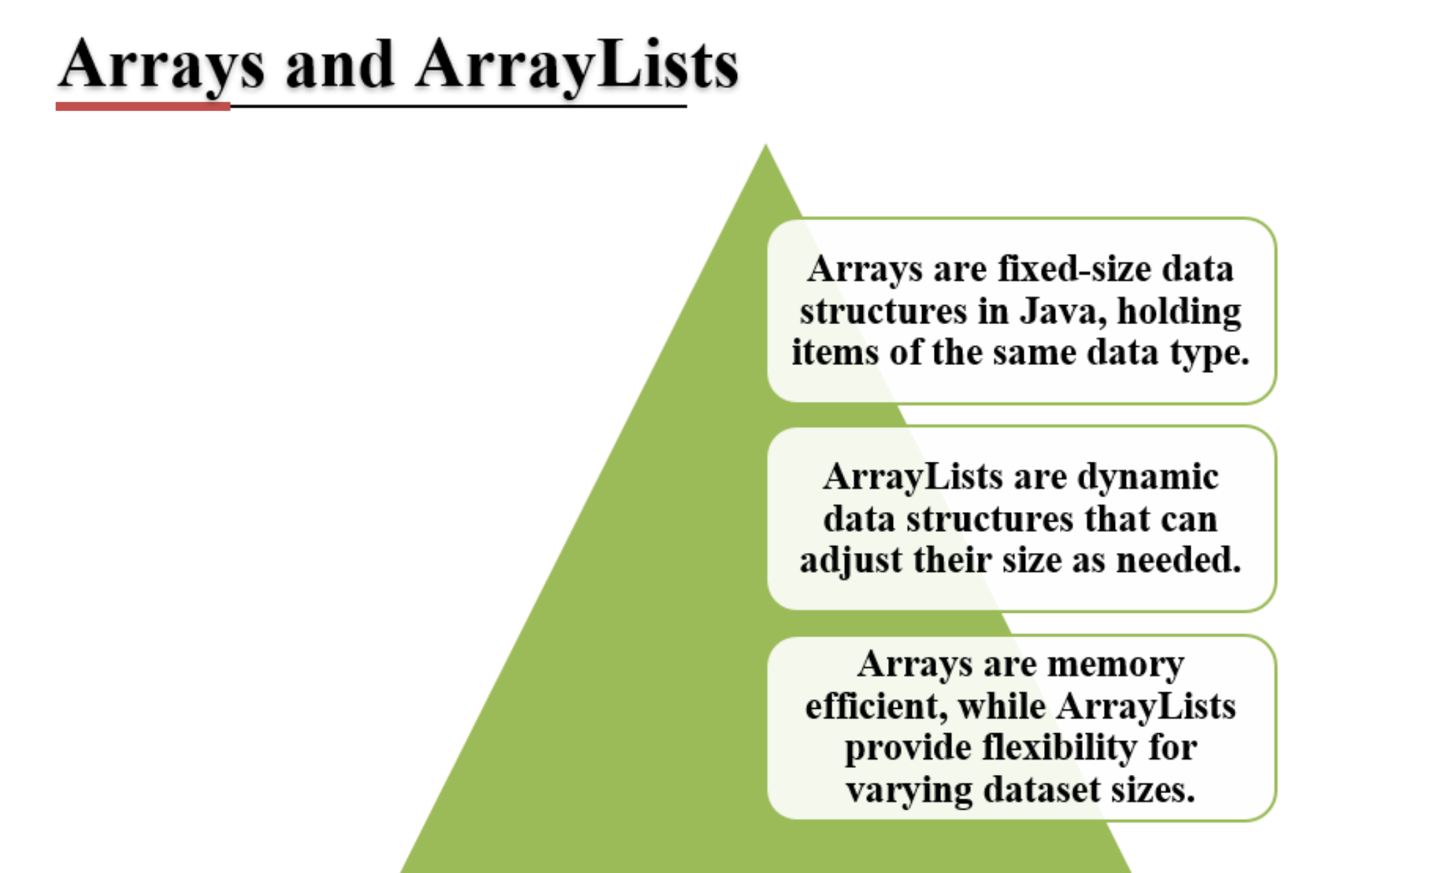 Arrays and ArrayLists
Arrays are fixed-size data
structures in Java, holding
items of the same data type.
ArrayLists are dynamic
data structures that can
adjust their size as needed.
Arrays are memory
efficient, while ArrayLists
provide flexibility for
varying dataset sizes.